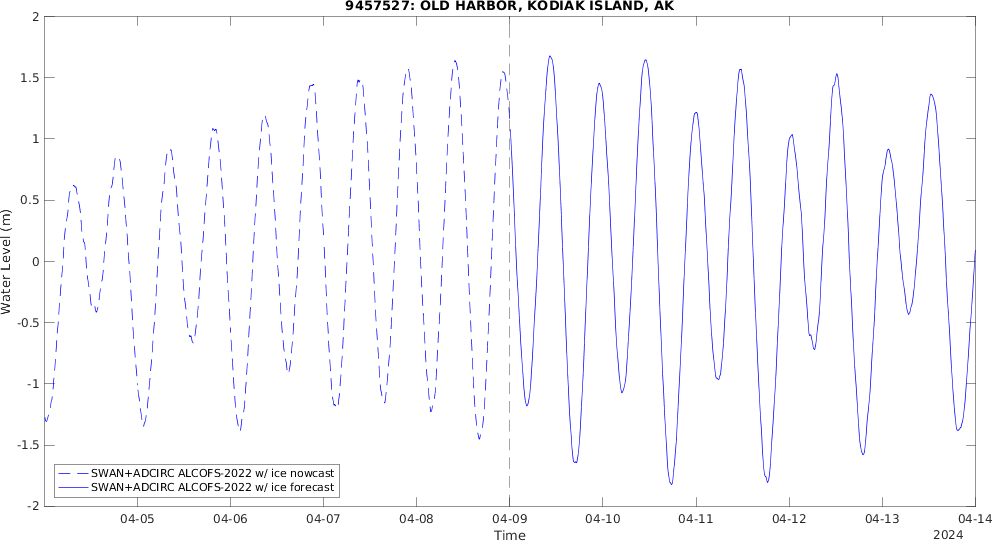 9457527: OLD HARBOR, KODIAK ISLAND, AK
2
1.5
1
0.5
0
-0.5
-1
-1.5
-2
Water Level (m)
SWAN+ADCIRC ALCOFS-2022 w/ ice nowcast
SWAN+ADCIRC ALCOFS-2022 w/ ice forecast
04-05 04-06 04-07 04-08 04-09 04-10 04-11 04-12 04-13 04-14
Time
2024